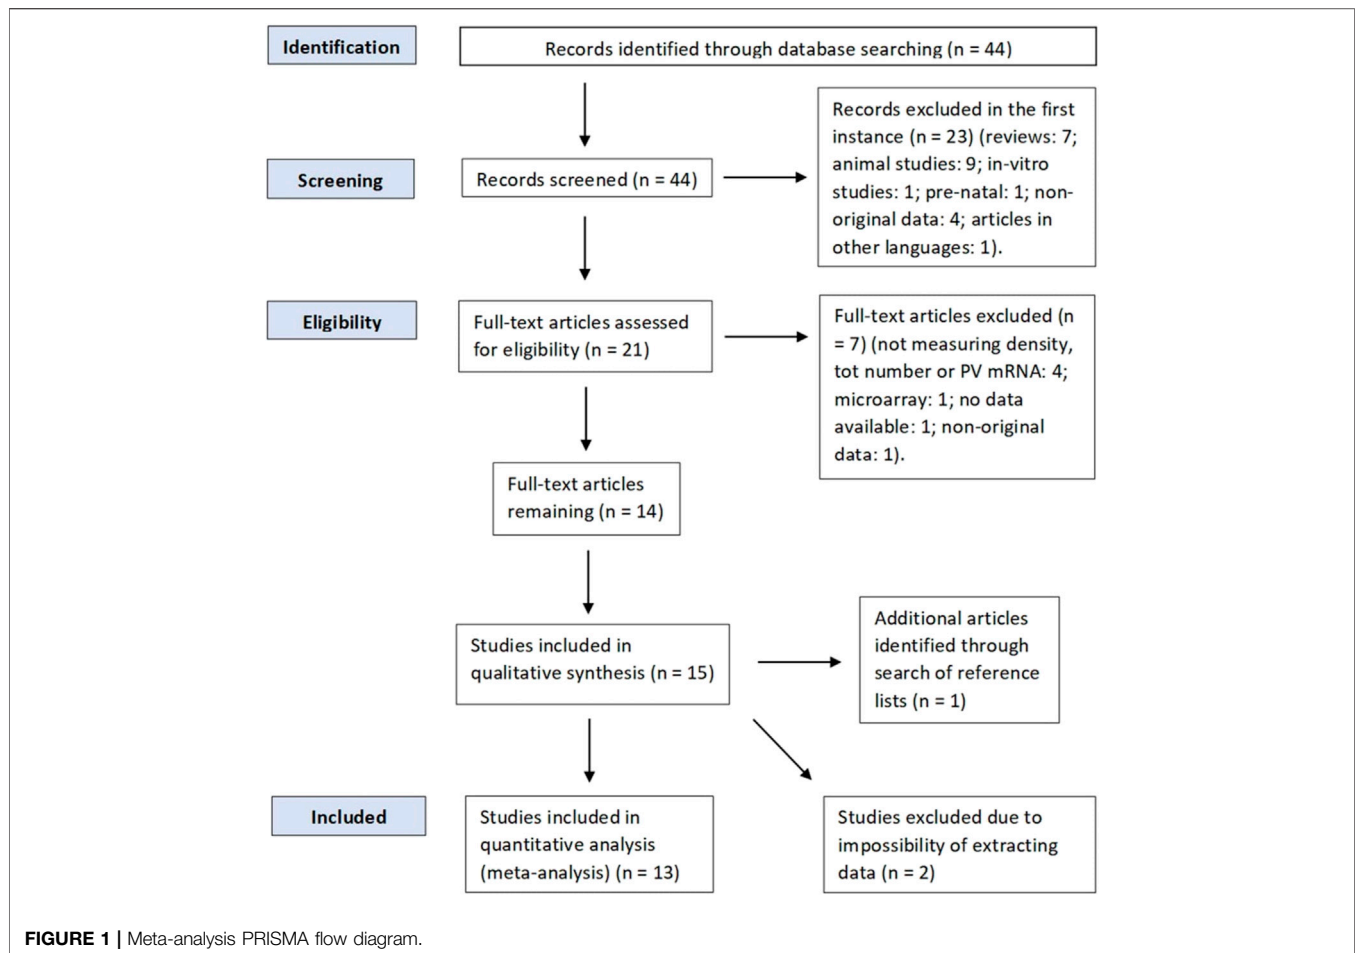 Identification
Records identified through database searching (n = 44)
Records excluded in the first
instance (n = 23) (reviews: 7;
animal studies: 9; in-vitro
studies: 1; pre-natal: 1; non-
original data: 4; articles in
other languages: 1).
Screening
Records screened (n = 44)
Eligibility
Full-text articles assessed
for eligibility (n = 21)
Full-text articles excluded (n
= 7) (not measuring density,
tot number or PV mRNA: 4;
microarray: 1; no data
available: 1; non-original
data: 1).
Full-text articles
remaining (n = 14)
Studies included in
qualitative synthesis (n = 15)
Additional articles
identified through
search of reference
lists (n = 1)
Included
Studies included in
quantitative analysis
(meta-analysis) (n = 13)
Studies excluded due to
impossibility of extracting
data (n = 2)
FIGURE 1 | Meta-analysis PRISMA flow diagram.